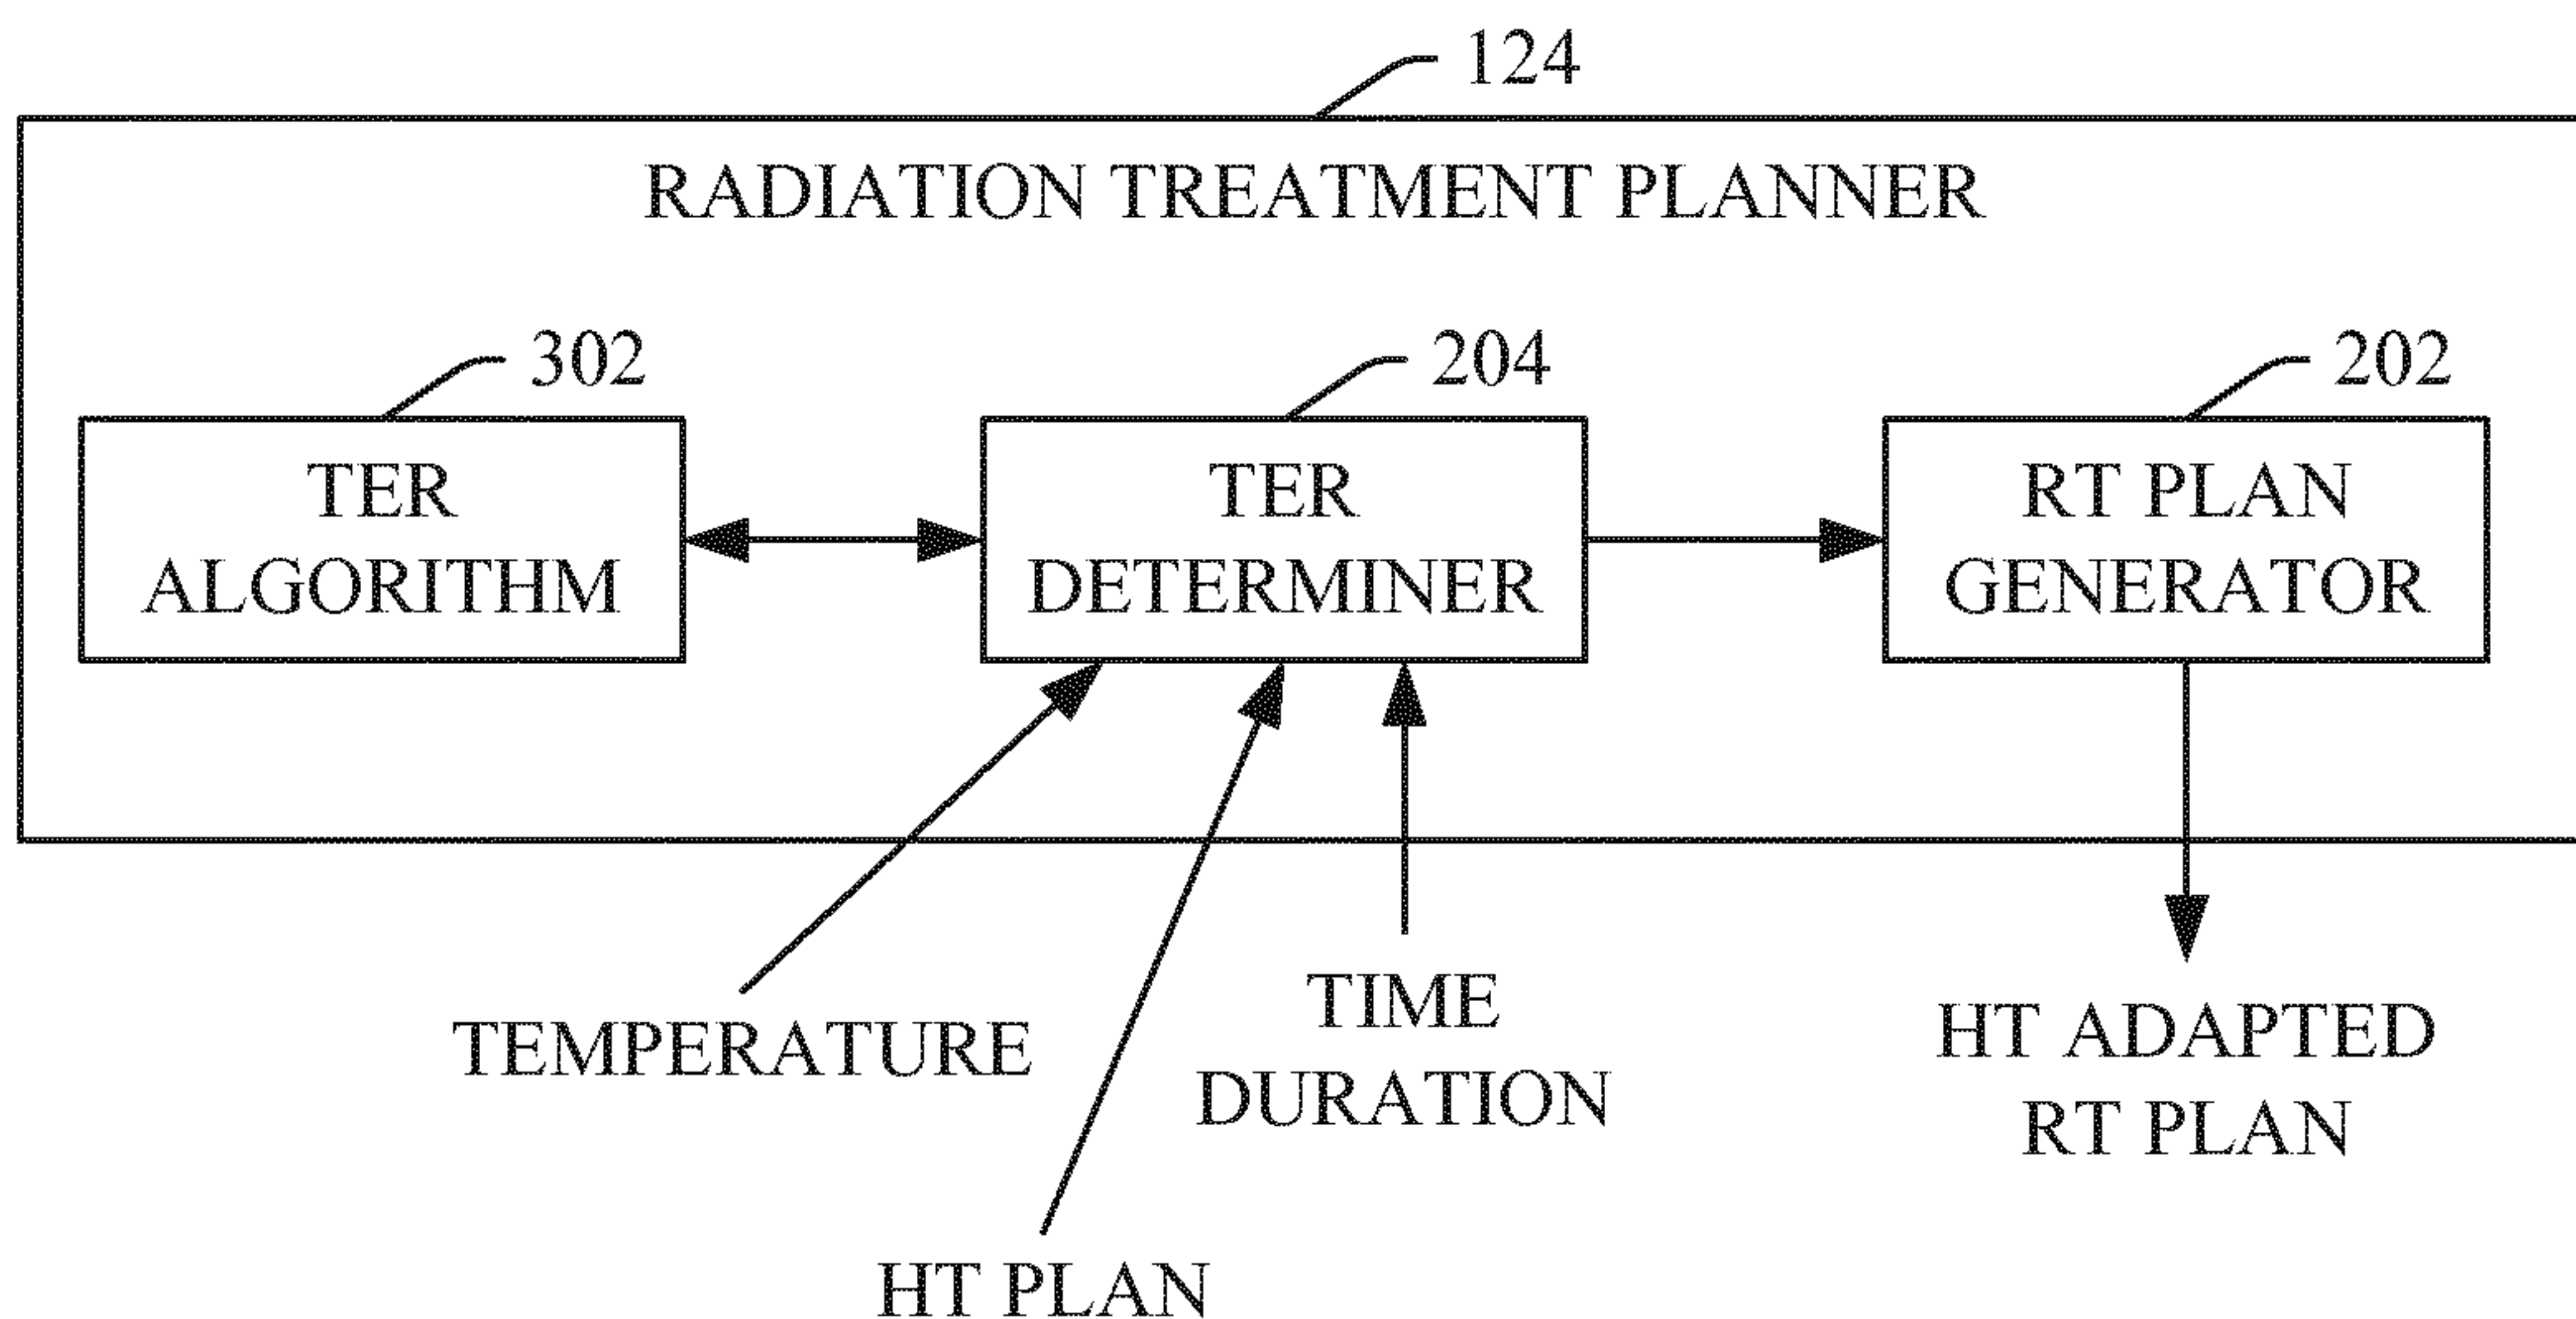 124
RADIATION TREATMENT PLANNER
302
204
202
TER
ALGORITHM
TER
DETERMINER
RT PLAN
GENERATOR
TEMPERATURE
HT PLAN
TIME
DURATION
HT ADAPTED
RT PLAN